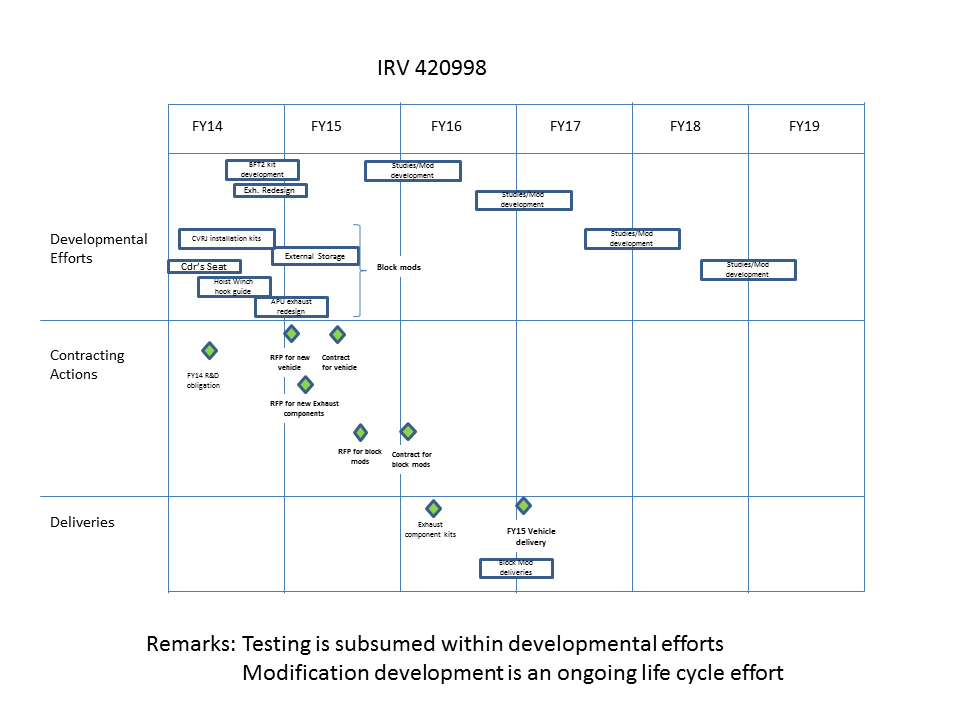 IRV 420998
FY14
FY15
FY16
FY17
FY18
FY19
Developmental
Efforts
BFT2 kit
development
Exh. Redesign
Studies/Mod
development
Studies/Mod
development
CVRJ installation kits
External Storage
Cdr's Seat
Hoist Winch
hook guide
APU exhaust
redesign
Block mods
Studies/Mod
development
Studies/Mod
development
Contracting
Actions
FY14 R&D
obligation
RFP for new
vehicle
Contract
for vehicle
RFP for new Exhaust
components
RFP for block
mods
Contract for
block mods
Deliveries
Exhaust
component kits
FY15 Vehicle
delivery
Block Mod
deliveries
Remarks: Testing is subsumed within developmental efforts
Modification development is an ongoing life cycle effort